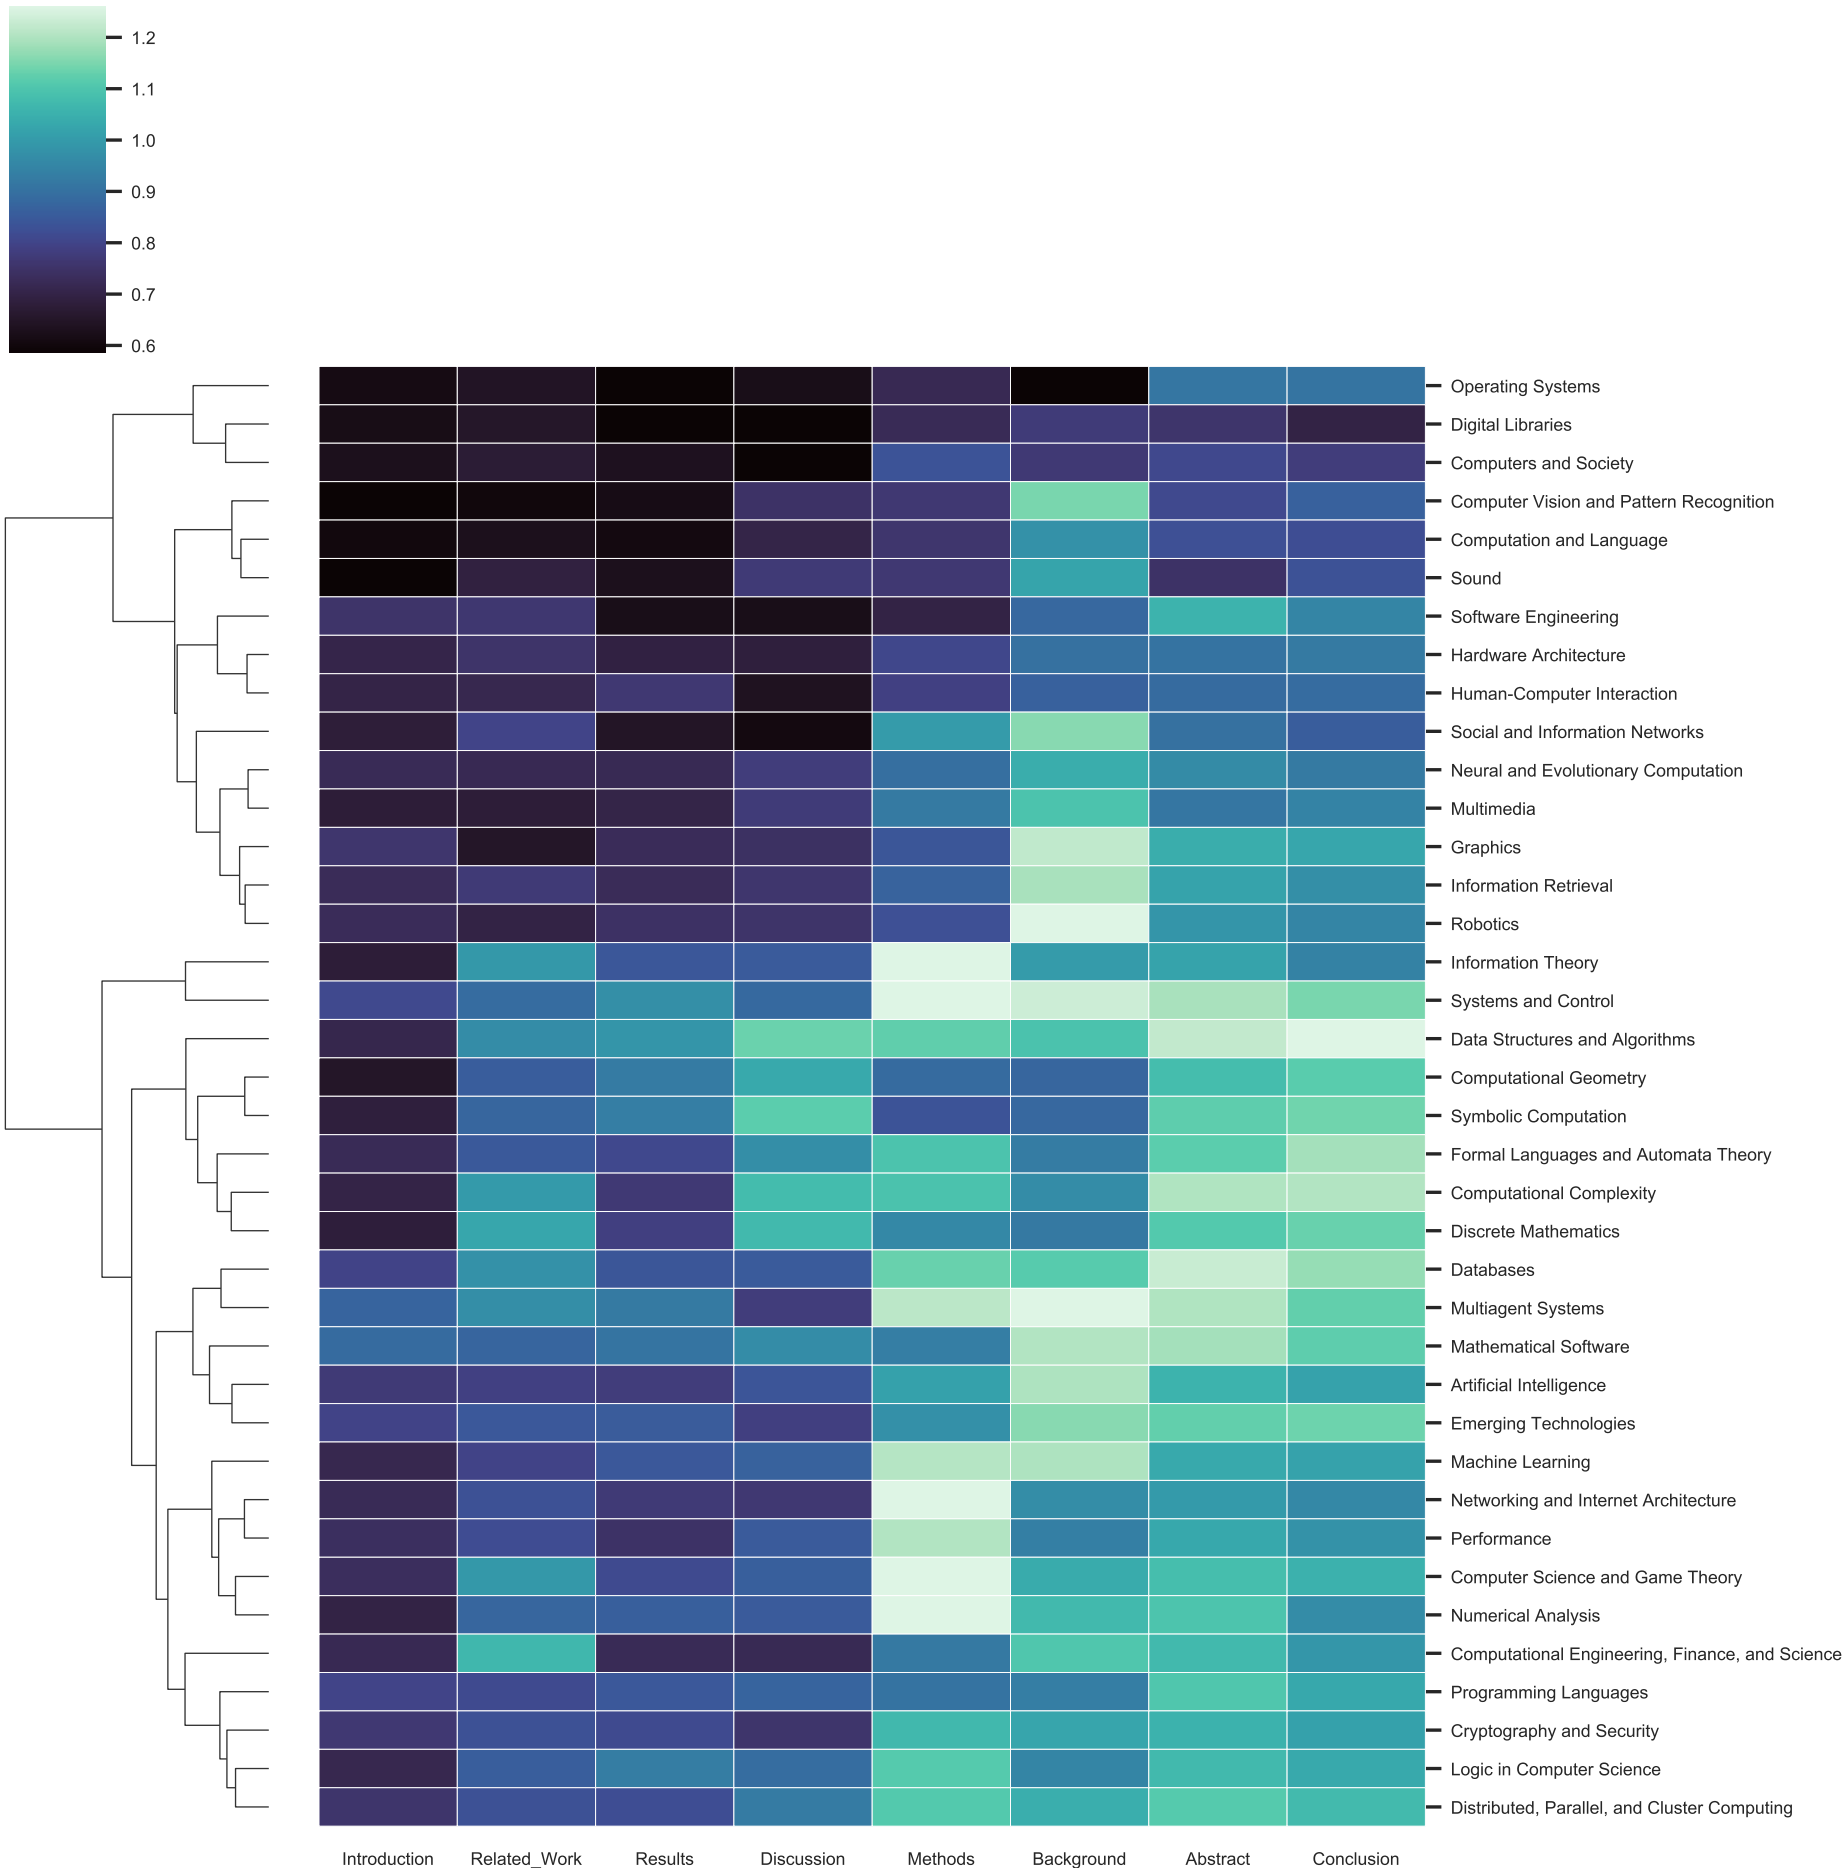 1.2
1.1
1.0
0.9
0.8
0.7
0.6
Operating Systems
Digital Libraries
Computers and Society
Computer Vision and Pattern Recognition
Computation and Language
Sound
Software Engineering
Hardware Architecture
Human-Computer Interaction
Social and Information Networks
Neural and Evolutionary Computation
Multimedia
Graphics
Information Retrieval
Robotics
Information Theory
Systems and Control
Data Structures and Algorithms
Computational Geometry
Symbolic Computation
Formal Languages and Automata Theory
Computational Complexity
Discrete Mathematics
Databases
Multiagent Systems
Mathematical Software
Artificial Intelligence
Emerging Technologies
Machine Learning
Networking and Internet Architecture
Performance
Computer Science and Game Theory
Numerical Analysis
Computational Engineering, Finance, and Science
Programming Languages
Cryptography and Security
Logic in Computer Science
Distributed, Parallel, and Cluster Computing
Introduction Related_Work Results Discussion Methods Background Abstract Conclusion